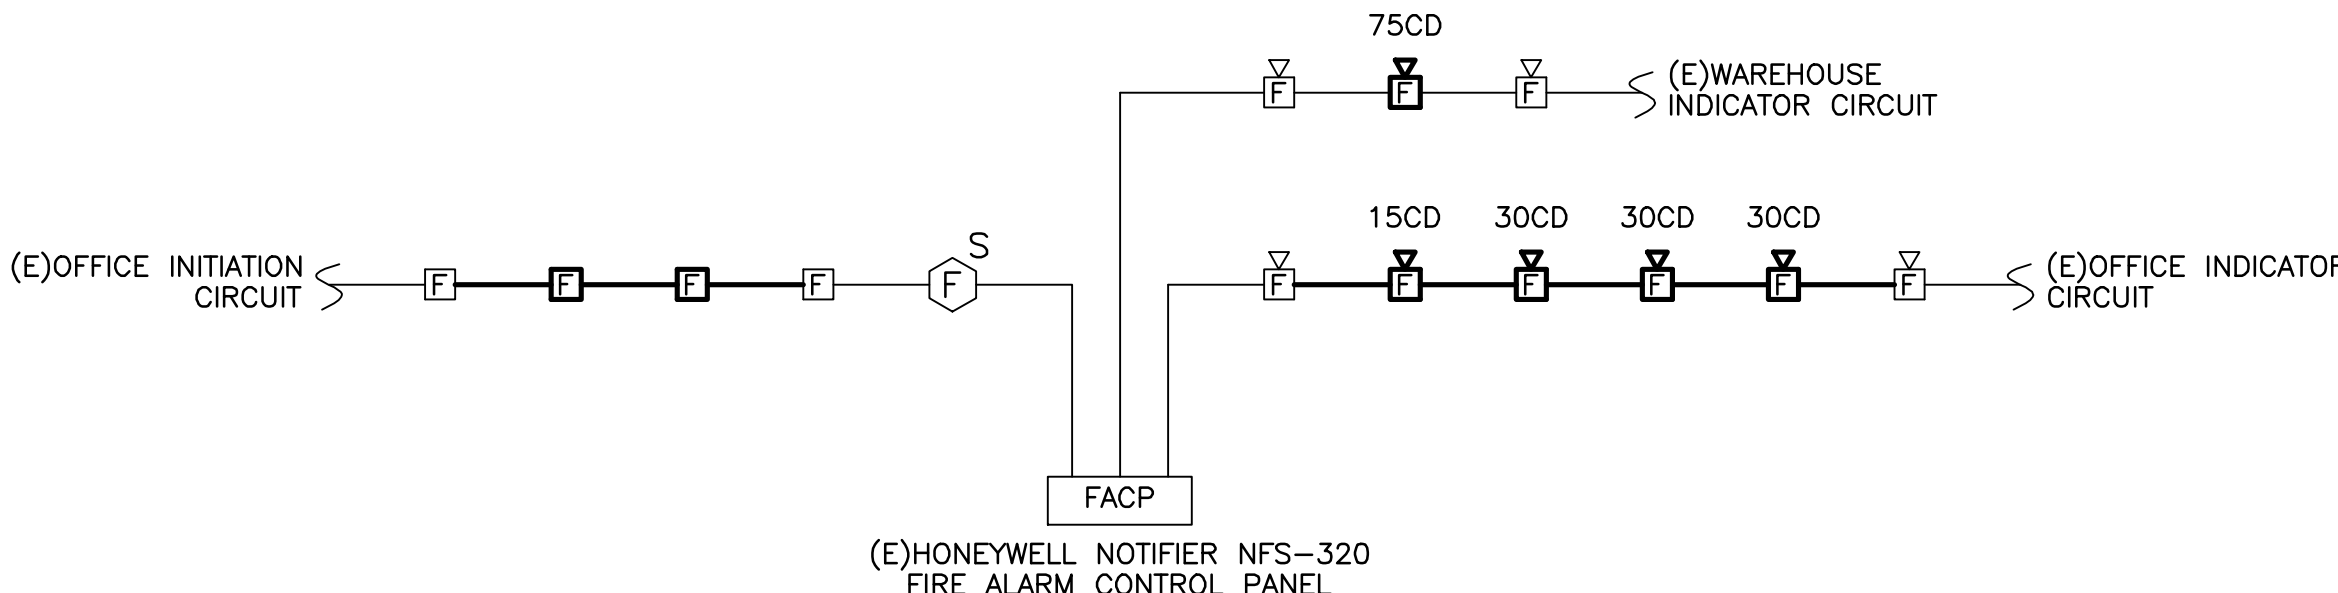 75CD
F
F
F
(E)WAREHOUSE
INDICATOR CIRCUIT
15CD
30CD
30CD
30CD
(E)OFFICE INITIATION
CIRCUIT
F
F
F
F
F
S
F
F
F
F
F
F
(E)OFFICE INDICATOR
CIRCUIT
FACP
(E)HONEYWELL NOTIFIER NFS-320
FIRE ALARM CONTROL PANEL